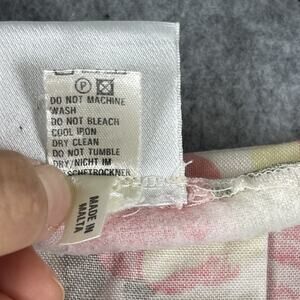 P
DO NOT MACHINE
WASH
DO NOT BLEACH
COOL IRON
DRY CLEAN
DO NOT TUMBLE
DRY/NICHT IM
MADE IN
MALTA